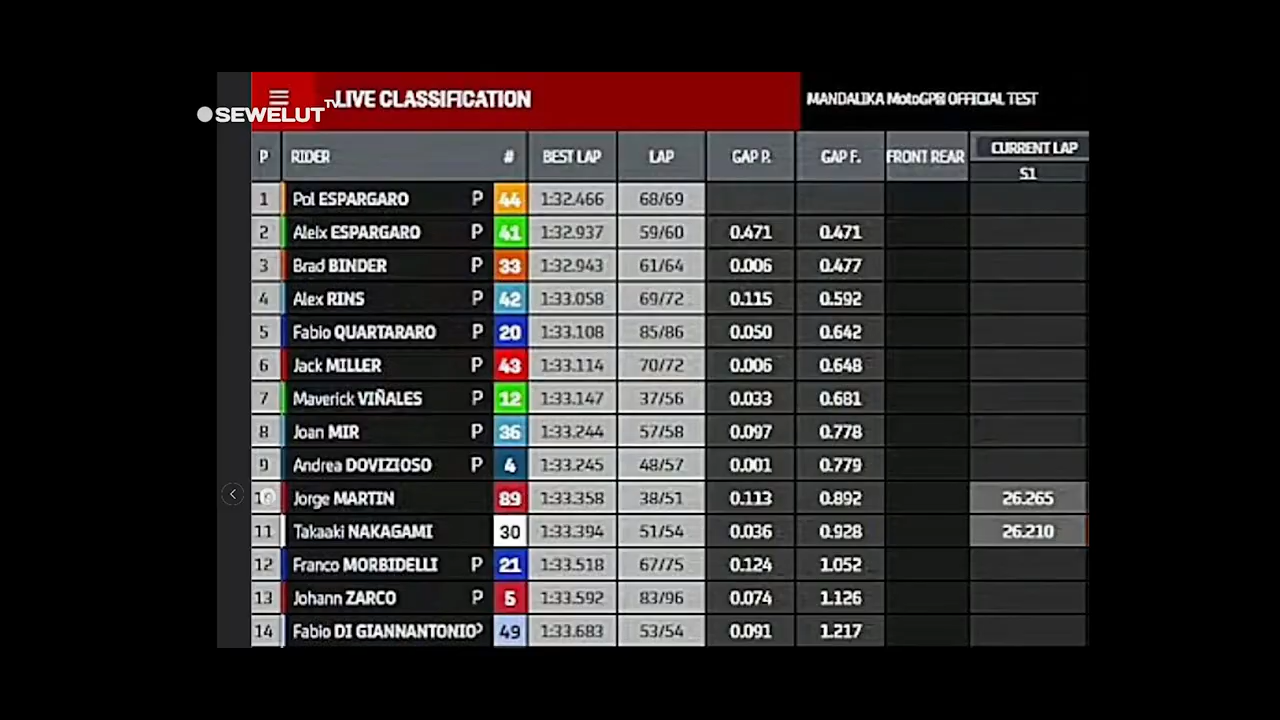 SEWELUT TV
LIVE CLASSIFICATION
MANDALIKA MotoGP™ OFFICIAL TEST
P RIDER # BEST LAP LAP GAP P. GAP F. FRONT REAR CURRENT LAP
S1
1 Pol ESPARGARO P 44 1:32.466 68/69
2 Aleix ESPARGARO P 41 1:32.937 59/60 0.471 0.471
3 Brad BINDER P 33 1:32.943 61/64 0.006 0.477
4 Alex RINS P 42 1:33.058 69/72 0.115 0.592
5 Fabio QUARTARARO P 20 1:33.108 85/86 0.050 0.642
6 Jack MILLER P 43 1:33.114 70/72 0.006 0.648
7 Maverick VIÑALES P 12 1:33.147 37/56 0.033 0.681
8 Joan MIR P 36 1:33.244 57/58 0.097 0.778
9 Andrea DOVIZIOSO P 4 1:33.245 48/57 0.001 0.779
10 Jorge MARTIN 89 1:33.358 38/51 0.113 0.892 26.265
11 Takaaki NAKAGAMI 30 1:33.394 51/54 0.036 0.928 26.210
12 Franco MORBIDELLI P 21 1:33.518 67/75 0.124 1.052
13 Johann ZARCO P 5 1:33.592 83/96 0.074 1.126
14 Fabio DI GIANNANTONIO 49 1:33.683 53/54 0.091 1.217